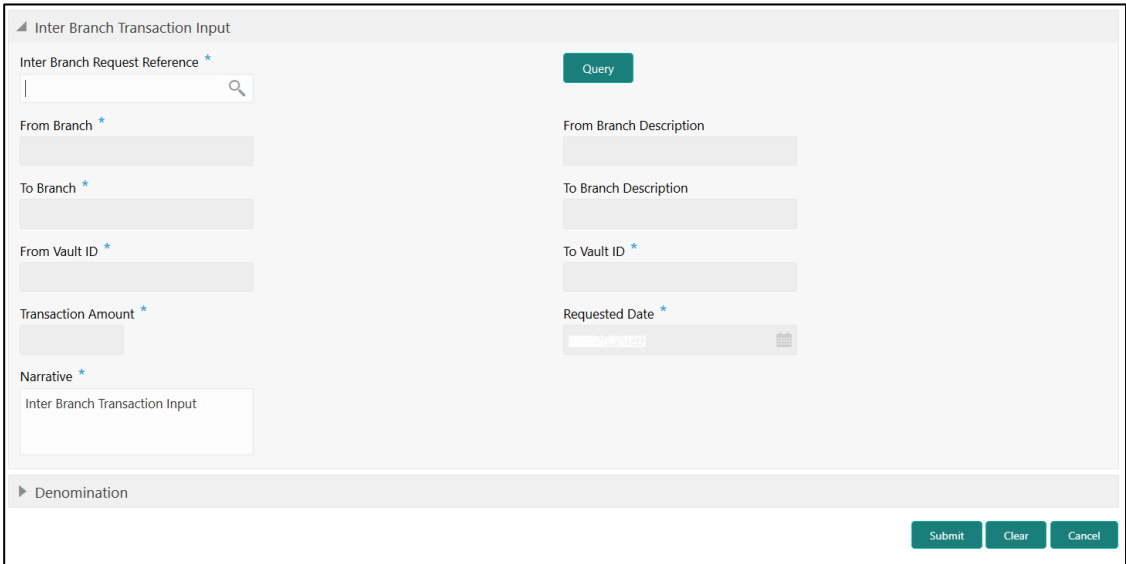 Inter Branch Transaction Input
Inter Branch Request Reference *
Query
From Branch *
From Branch Description
To Branch *
To Branch Description
From Vault ID *
To Vault ID *
Transaction Amount *
Requested Date *
Narrative *
Inter Branch Transaction Input
Denomination
Submit Clear Cancel